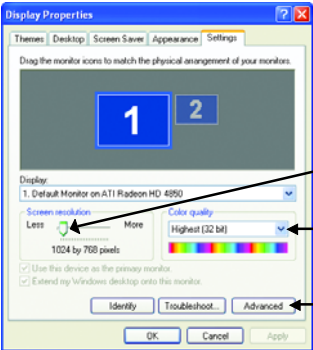 Display Properties
Themes Desktop Screen Saver Appearance Settings
Drag the monitor icons to match the physical arrangement of your monitors.
1 2
Display:
1. Default Monitor on ATI Radeon HD 4850
Screen resolution
Less More
1024 by 768 pixels
Color quality
Highest (32 bit)
Use this device as the primary monitor.
Extend my Windows desktop onto this monitor.
Identify Troubleshoot... Advanced
OK Cancel Apply